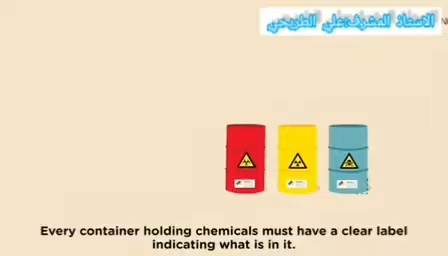 الاستاذ المشرف:علي الطريحي
Every container holding chemicals must have a clear label
indicating what is in it.